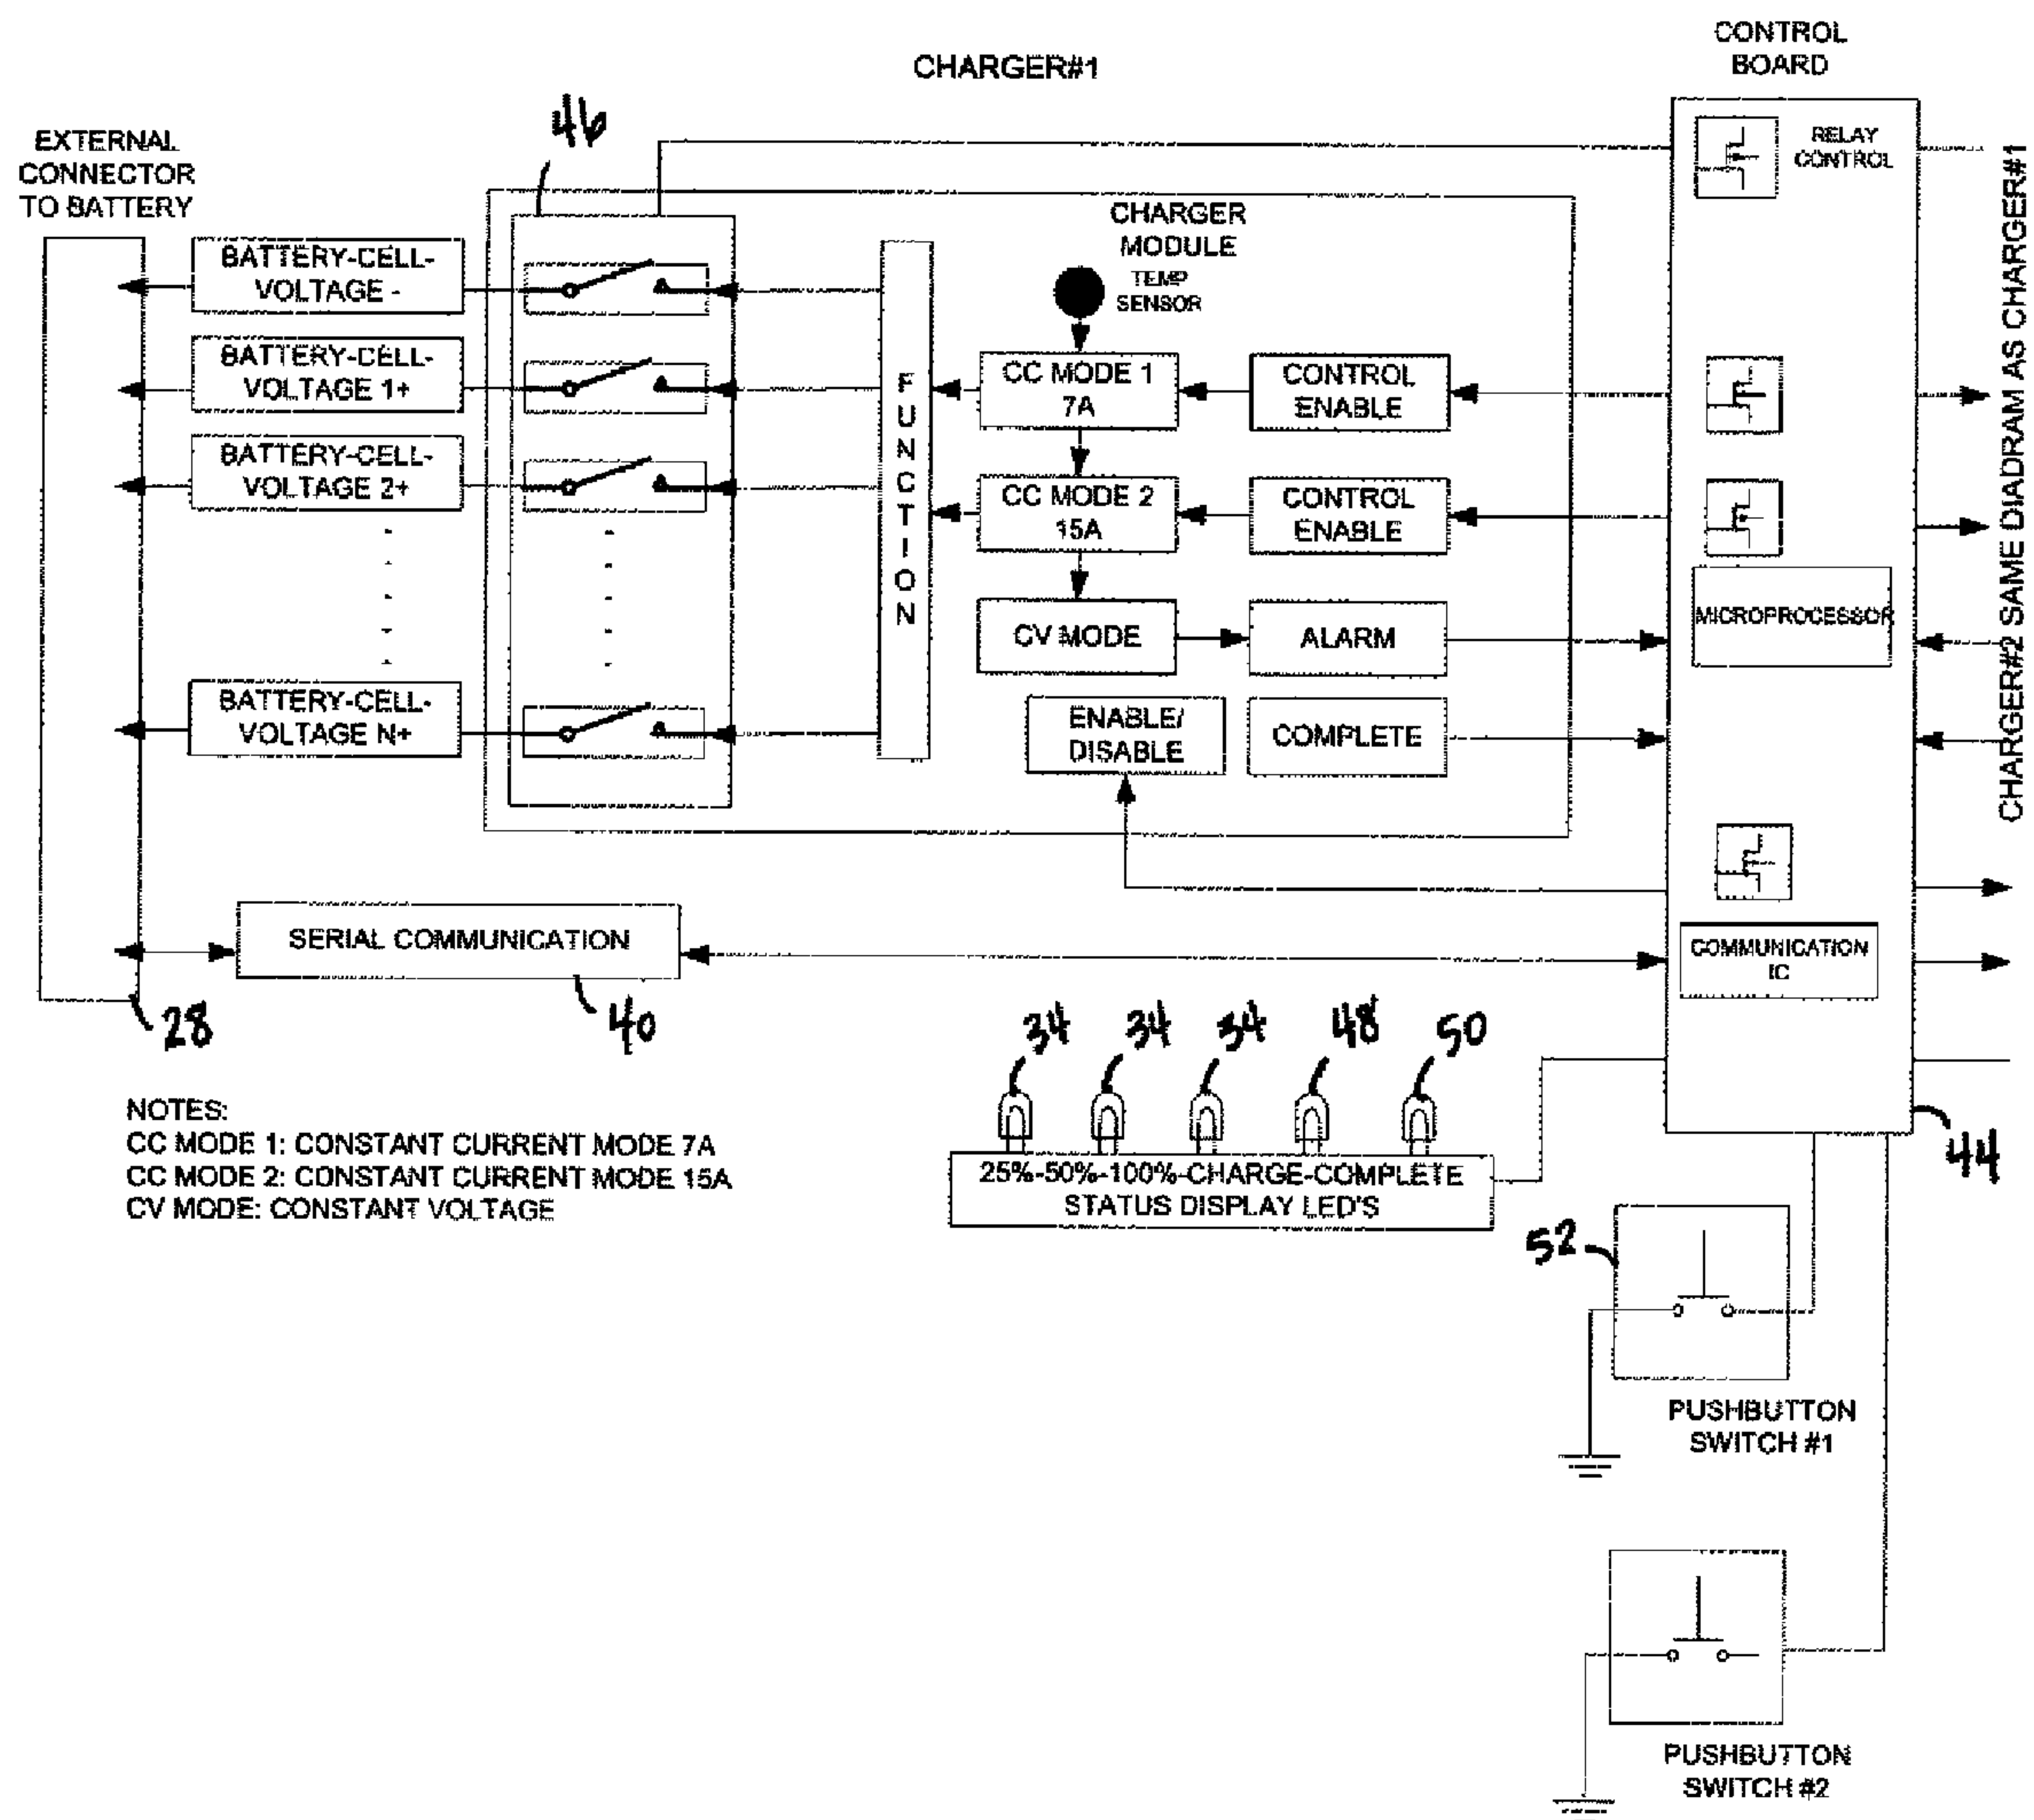 CHARGER#1
CONTROL
BOARD
EXTERNAL
CONNECTOR
TO BATTERY
46
RELAY
CONTROL
CHARGER
MODULE
TEMP
SENSOR
BATTERY-CELL-
VOLTAGE -
BATTERY-CELL-
VOLTAGE 1+
BATTERY-CELL-
VOLTAGE 2+
BATTERY-CELL-
VOLTAGE N+
FUNCTION
CC MODE 1
7A
CONTROL
ENABLE
CC MODE 2
15A
CONTROL
ENABLE
CV MODE
ALARM
ENABLE/
DISABLE
COMPLETE
MICROPROCESSOR
CHARGER#2 SAME DIADRAM AS CHARGER#1
SERIAL COMMUNICATION
COMMUNICATION
IC
28
40
34
34
34
48
50
44
NOTES:
CC MODE 1: CONSTANT CURRENT MODE 7A
CC MODE 2: CONSTANT CURRENT MODE 15A
CV MODE: CONSTANT VOLTAGE
25%-50%-100%-CHARGE-COMPLETE
STATUS DISPLAY LED'S
52
PUSHBUTTON
SWITCH #1
PUSHBUTTON
SWITCH #2